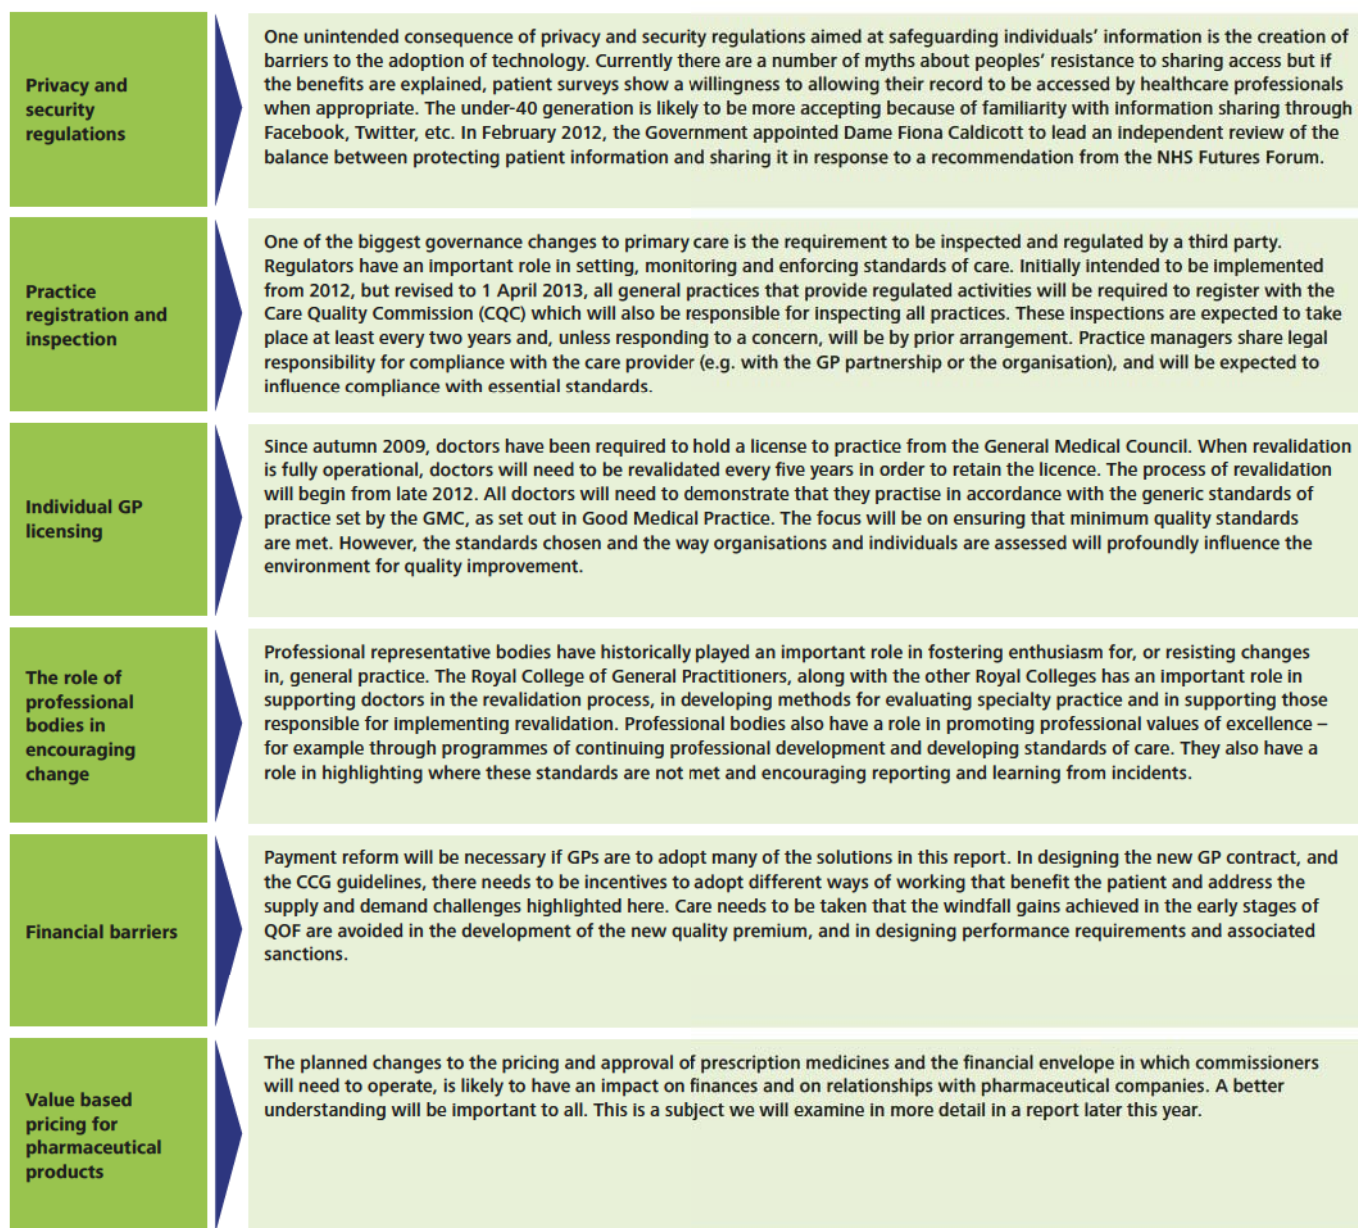 Privacy and
security
regulations
One unintended consequence of privacy and security regulations aimed at safeguarding individuals’ information is the creation of
barriers to the adoption of technology. Currently there are a number of myths about peoples’ resistance to sharing access but if
the benefits are explained, patient surveys show a willingness to allowing their record to be accessed by healthcare professionals
when appropriate. The under-40 generation is likely to be more accepting because of familiarity with information sharing through
Facebook, Twitter, etc. In February 2012, the Government appointed Dame Fiona Caldicott to lead an independent review of the
balance between protecting patient information and sharing it in response to a recommendation from the NHS Futures Forum.
Practice
registration and
inspection
One of the biggest governance changes to primary care is the requirement to be inspected and regulated by a third party.
Regulators have an important role in setting, monitoring and enforcing standards of care. Initially intended to be implemented
from 2012, but revised to 1 April 2013, all general practices that provide regulated activities will be required to register with the
Care Quality Commission (CQC) which will also be responsible for inspecting all practices. These inspections are expected to take
place at least every two years and, unless responding to a concern, will be by prior arrangement. Practice managers share legal
responsibility for compliance with the care provider (e.g. with the GP partnership or the organisation), and will be expected to
influence compliance with essential standards.
Individual GP
licensing
Since autumn 2009, doctors have been required to hold a license to practice from the General Medical Council. When revalidation
is fully operational, doctors will need to be revalidated every five years in order to retain the licence. The process of revalidation
will begin from late 2012. All doctors will need to demonstrate that they practise in accordance with the generic standards of
practice set by the GMC, as set out in Good Medical Practice. The focus will be on ensuring that minimum quality standards
are met. However, the standards chosen and the way organisations and individuals are assessed will profoundly influence the
environment for quality improvement.
The role of
professional
bodies in
encouraging
change
Professional representative bodies have historically played an important role in fostering enthusiasm for, or resisting changes
in, general practice. The Royal College of General Practitioners, along with the other Royal Colleges has an important role in
supporting doctors in the revalidation process, in developing methods for evaluating specialty practice and in supporting those
responsible for implementing revalidation. Professional bodies also have a role in promoting professional values of excellence –
for example through programmes of continuing professional development and developing standards of care. They also have a
role in highlighting where these standards are not met and encouraging reporting and learning from incidents.
Financial barriers
Payment reform will be necessary if GPs are to adopt many of the solutions in this report. In designing the new GP contract, and
the CCG guidelines, there needs to be incentives to adopt different ways of working that benefit the patient and address the
supply and demand challenges highlighted here. Care needs to be taken that the windfall gains achieved in the early stages of
QOF are avoided in the development of the new quality premium, and in designing performance requirements and associated
sanctions.
Value based
pricing for
pharmaceutical
products
The planned changes to the pricing and approval of prescription medicines and the financial envelope in which commissioners
will need to operate, is likely to have an impact on finances and on relationships with pharmaceutical companies. A better
understanding will be important to all. This is a subject we will examine in more detail in a report later this year.